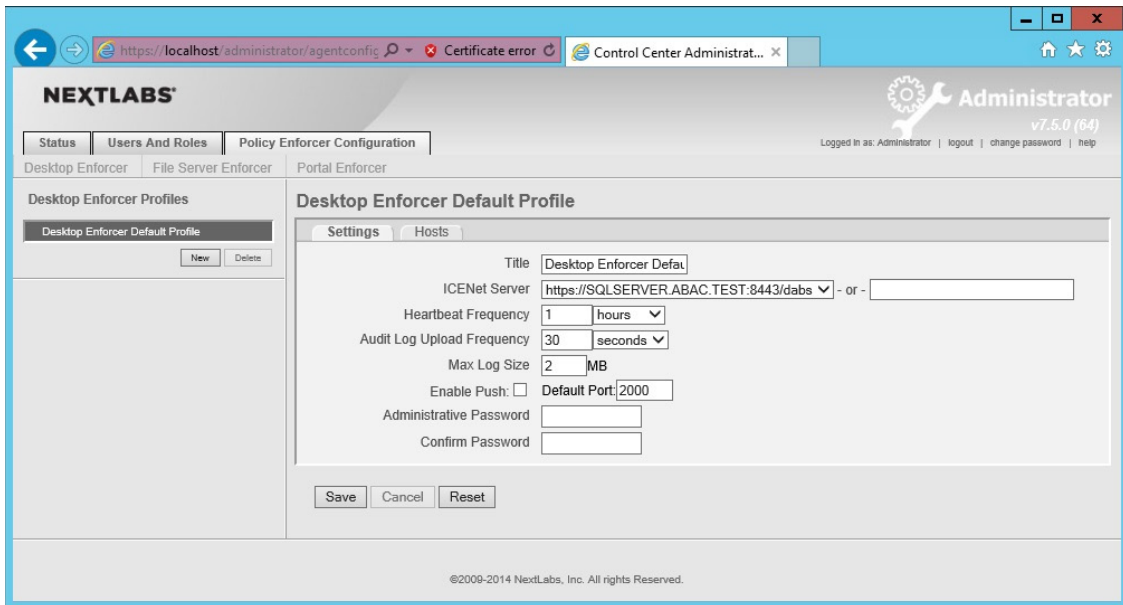 https://localhost/administrator/agentconfig
Certificate error
Control Center Administrat...
NEXTLABS®
Administrator
v7.5.0 (64)
Status Users And Roles Policy Enforcer Configuration
Logged in as: Administrator | logout | change password | help
Desktop Enforcer File Server Enforcer Portal Enforcer
Desktop Enforcer Profiles
Desktop Enforcer Default Profile
New Delete
Desktop Enforcer Default Profile
Settings Hosts
Title Desktop Enforcer Defau
ICENet Server https://SQLSERVER.ABAC.TEST:8443/dabs - or -
Heartbeat Frequency 1 hours
Audit Log Upload Frequency 30 seconds
Max Log Size 2 MB
Enable Push: Default Port: 2000
Administrative Password
Confirm Password
Save Cancel Reset
©2009-2014 NextLabs, Inc. All rights Reserved.